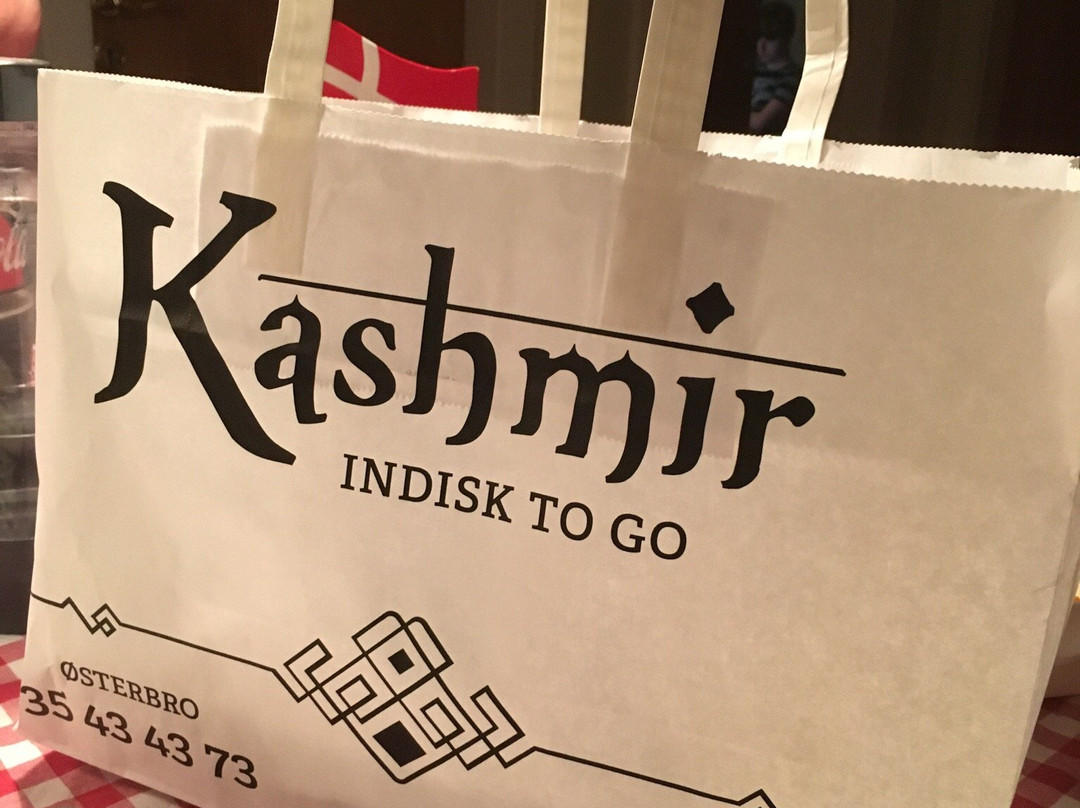 Kashmir
INDISK TO GO
ØSTERBRO
35 43 43 73